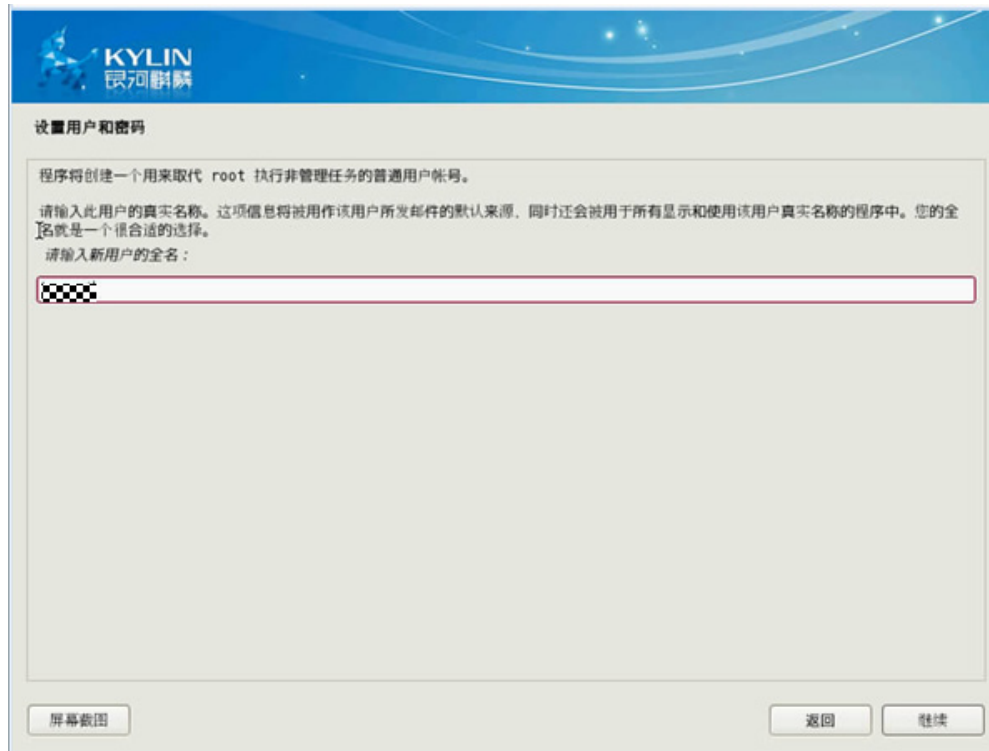 KYLIN
银河麒麟
设置用户和密码
程序将创建一个用来取代 root 执行非管理任务的普通用户帐号。
请输入此用户的真实名称。这项信息将被用作该用户所发邮件的默认来源，同时还会被用于所有显示和使用该用户真实名称的程序中。您的全
名就是一个很合适的选择。
请输入新用户的全名：
屏幕截图
返回
继续